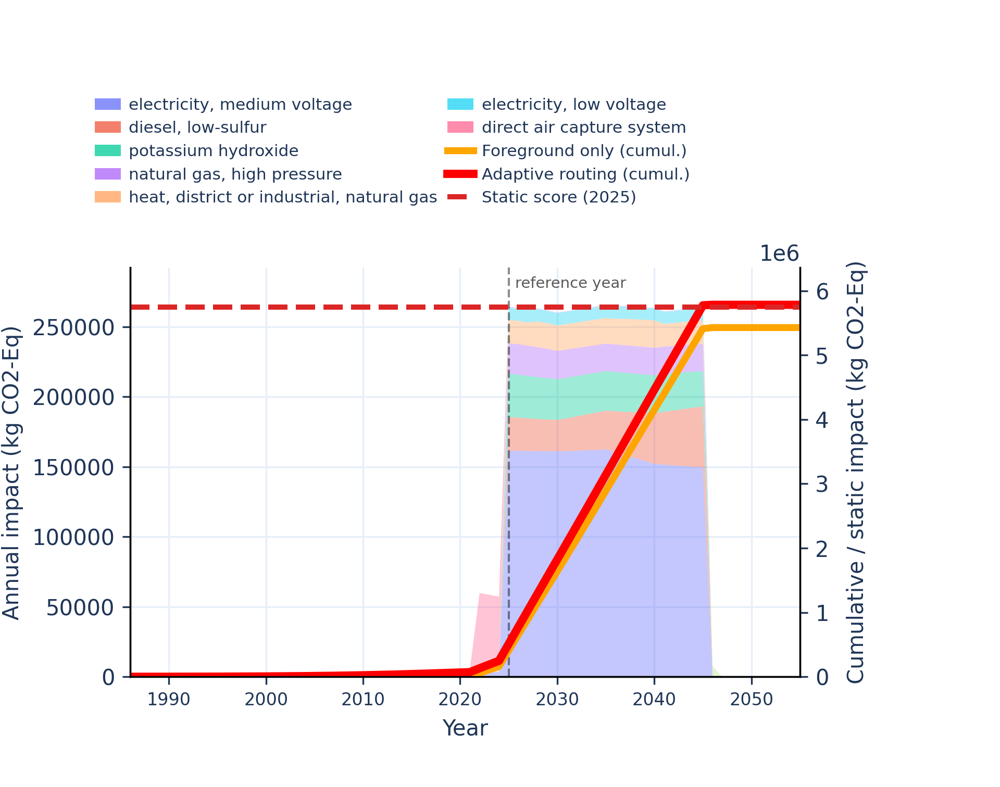 electricity, medium voltage
diesel, low-sulfur
potassium hydroxide
natural gas, high pressure
heat, district or industrial, natural gas
electricity, low voltage
direct air capture system
Foreground only (cumul.)
Adaptive routing (cumul.)
Static score (2025)
1e6
reference year
Annual impact (kg CO2-Eq)
250000
200000
150000
100000
50000
0
6
5
4
3
2
1
0
Cumulative / static impact (kg CO2-Eq)
1990 2000 2010 2020 2030 2040 2050
Year